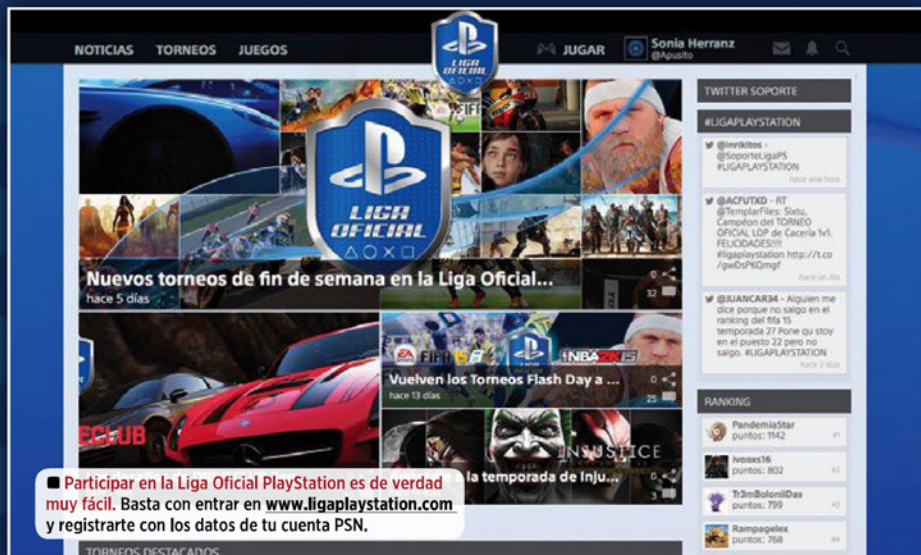 NOTICIAS TORNEOS JUEGOS
LIGA
OFICIAL
JUGAR
Sonia Herranz
@Apusito
FIFA
LIGA
OFICIAL
Nuevos torneos de fin de semana en la Liga Oficial...
hace 5 días
0
32
ECLUB
EA FIFA 15
NBA2K15
Vuelven los Torneos Flash Day a ...
hace 13 días
0
25
INJUSTICE
a la temporada de Inju...
0
3
■ Participar en la Liga Oficial PlayStation es de verdad
muy fácil. Basta con entrar en www.ligaplaystation.com
y registrarte con los datos de tu cuenta PSN.
TORNEOS DESTACADOS
TWITTER SOPORTE
#LIGAPLAYSTATION
@inrikitos -
@SoporteLigaPS
#LIGAPLAYSTATION
hace una hora
@ACFUTXD - RT
@TemplarFiles: Sixtu,
Campéon del TORNEO
OFICIAL LOP de Cacería 1v1.
FELICIDADES!!!!
#ligaplaystation http://t.co
/gwDsPKQmgf
hace un día
@JUANCAR34 - Alguien me
dice porque no salgo en el
ranking del fifa 15
temporada 2? Pone qu stoy
en el puesto 22 pero no
salgo. #LIGAPLAYSTATION
hace 2 días
RANKING
PandemiaStar
puntos: 1142 #1
ivooxs16
puntos: 802 #2
Tr3mBoloniiDas
puntos: 799 #3
Rampagelex
puntos: 768 #4